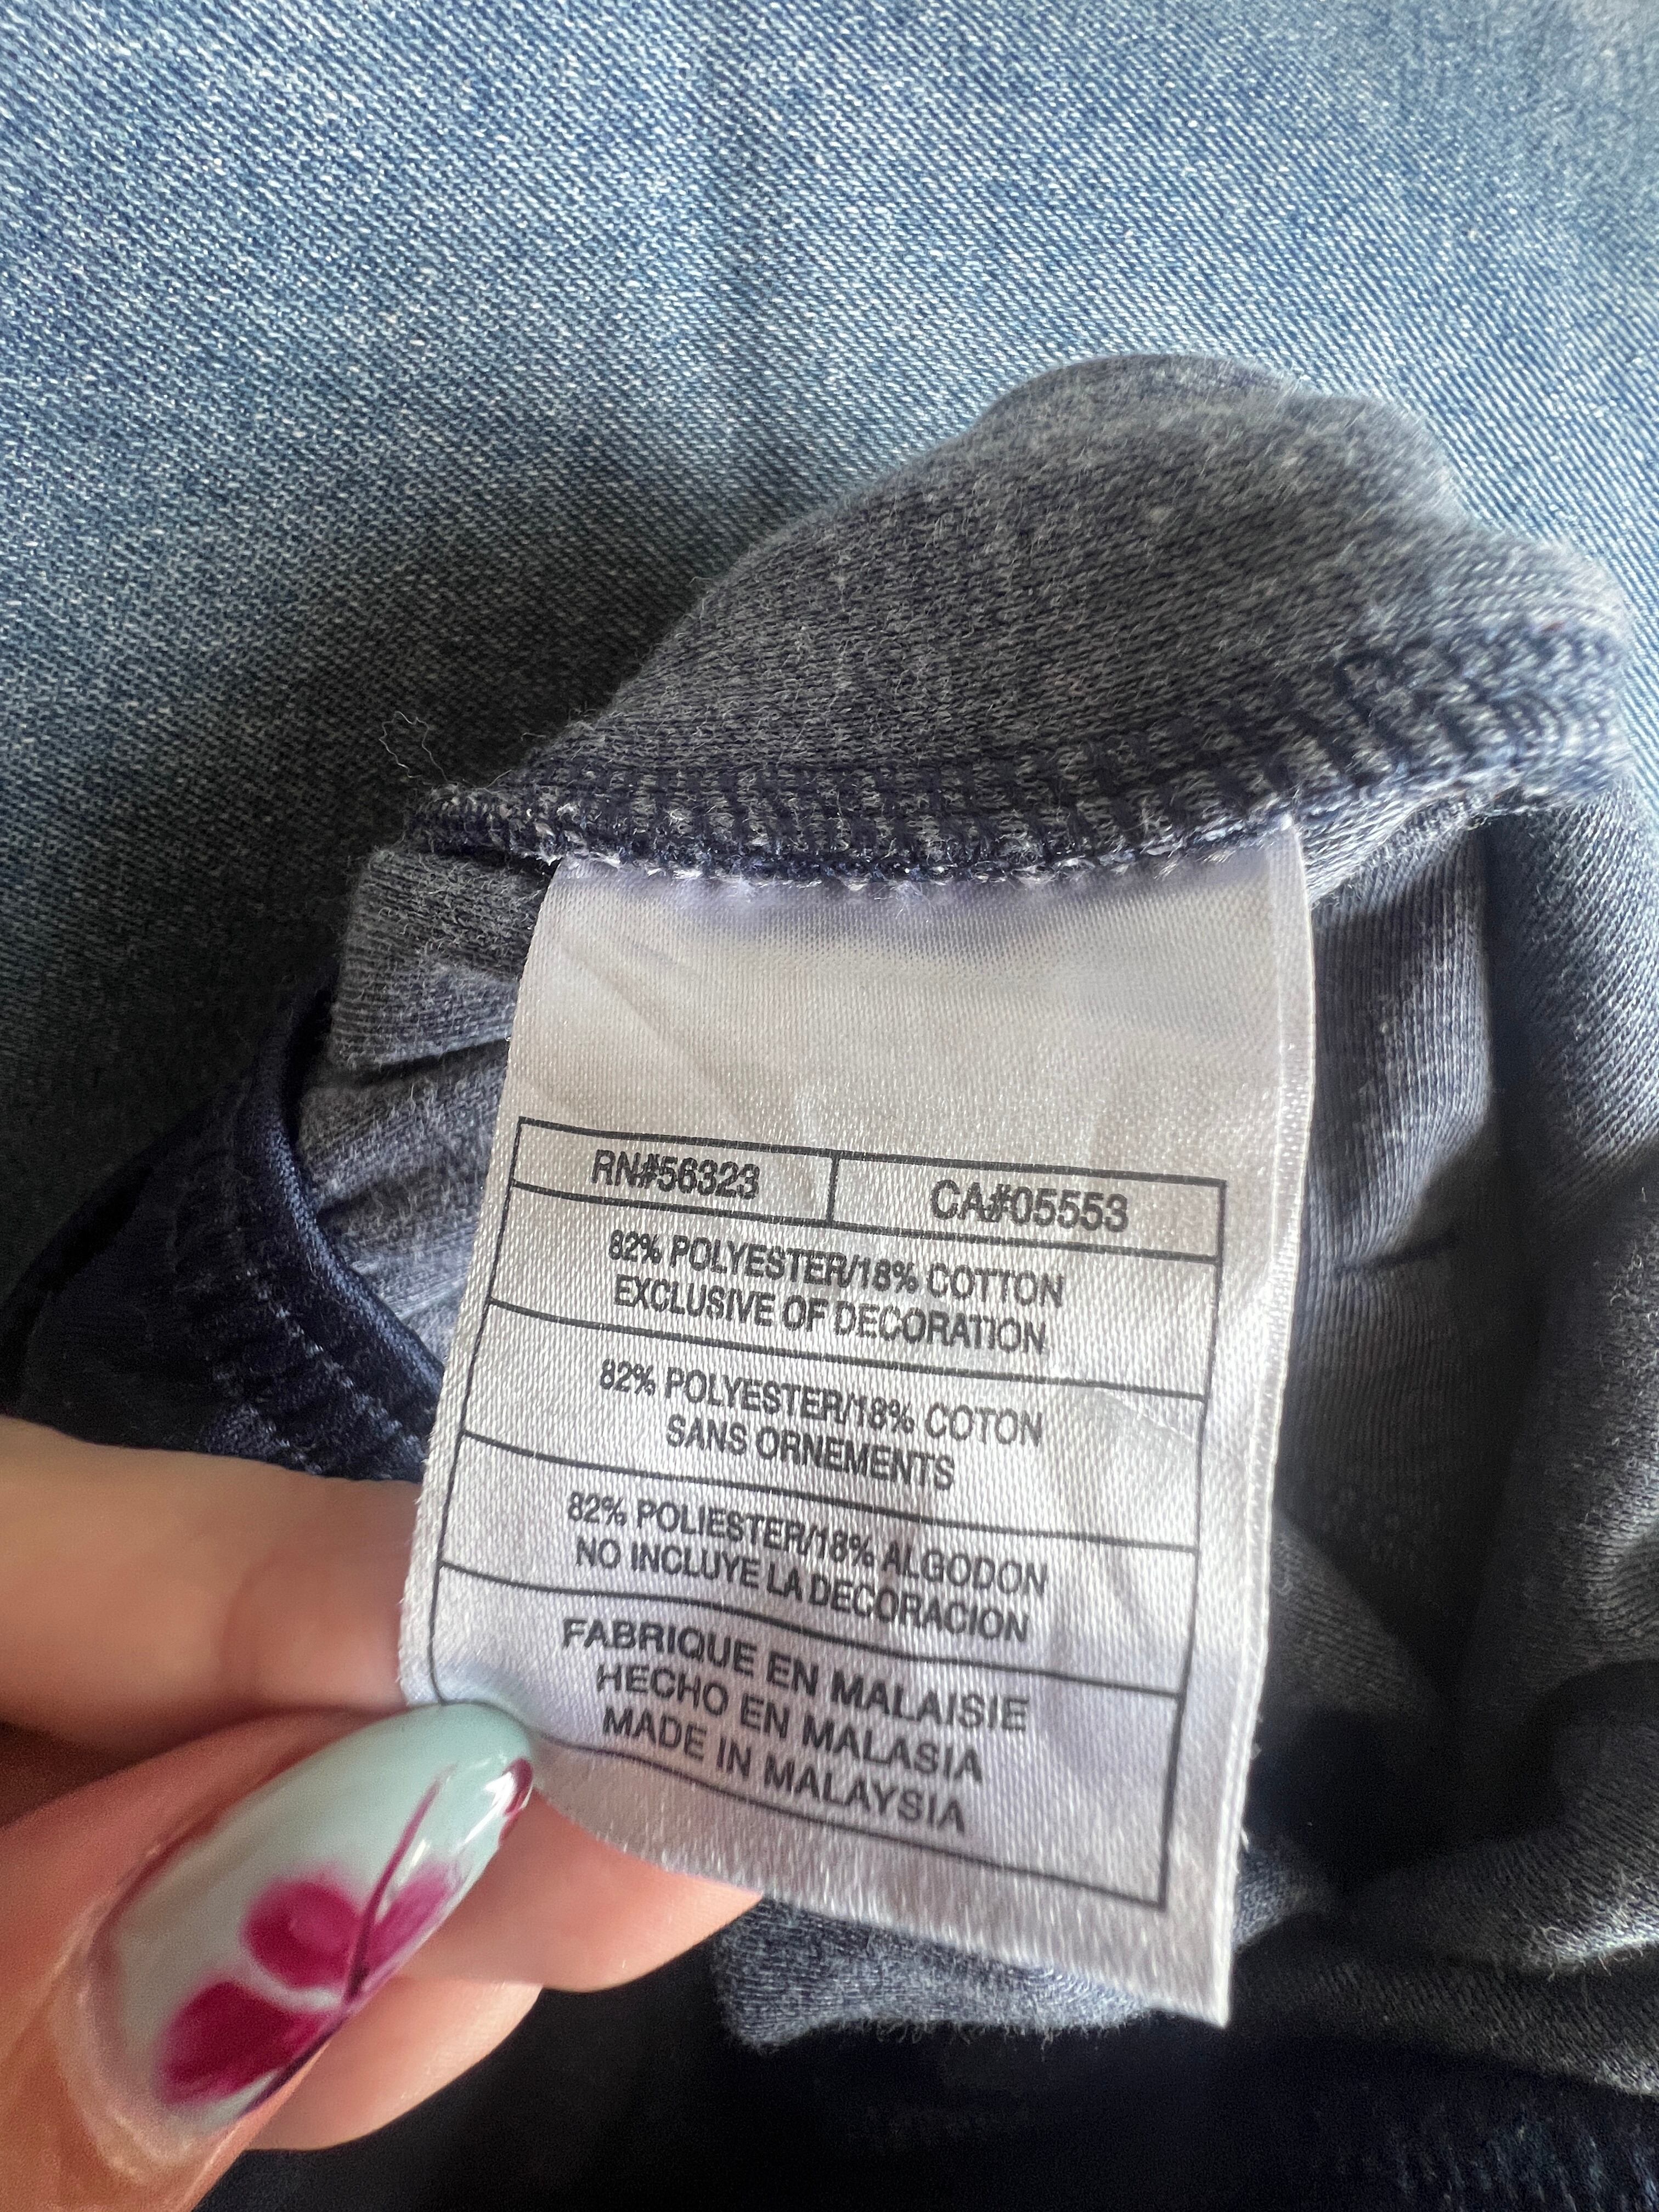 RN#56323 CA#05553
82% POLYESTER/18% COTTON
EXCLUSIVE OF DECORATION
82% POLYESTER/18% COTON
SANS ORNEMENTS
82% POLIESTER/18% ALGODON
NO INCLUYE LA DECORACION
FABRIQUE EN MALAISIE
HECHO EN MALASIA
MADE IN MALAYSIA